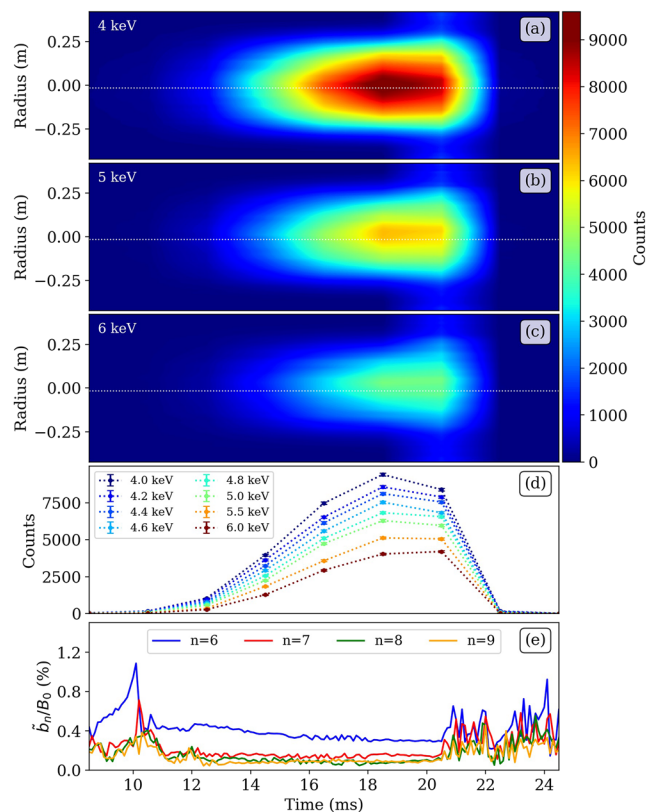 4 keV
(a)
0.25
0.00
−0.25
Radius (m)
5 keV
(b)
0.25
0.00
−0.25
Radius (m)
6 keV
(c)
0.25
0.00
−0.25
Radius (m)
9000
8000
7000
6000
5000
4000
3000
2000
1000
0
Counts
(d)
4.0 keV 4.8 keV
4.2 keV 5.0 keV
4.4 keV 5.5 keV
4.6 keV 6.0 keV
7500
5000
2500
0
Counts
n=6 n=7 n=8 n=9
(e)
1.2
0.8
0.4
0.0
b̃ₙ/B₀ (%)
10 12 14 16 18 20 22 24
Time (ms)